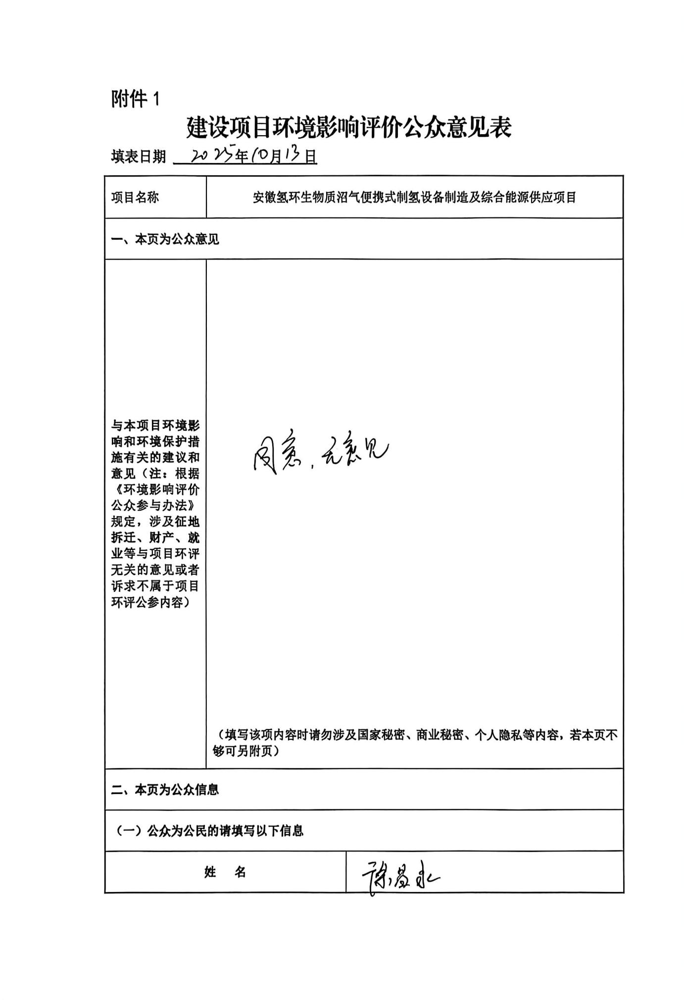 附件 1
建设项目环境影响评价公众意见表
填表日期 2025年10月13日
项目名称
安徽氢环生物质沼气便携式制氢设备制造及综合能源供应项目
一、本页为公众意见
与本项目环境影
响和环境保护措
施有关的建议和
意见（注：根据
《环境影响评价
公众参与办法》
规定，涉及征地
拆迁、财产、就
业等与项目环评
无关的意见或者
诉求不属于项目
环评公参内容）
同意，无意见
（填写该项内容时请勿涉及国家秘密、商业秘密、个人隐私等内容，若本页不
够可另附页）
二、本页为公众信息
（一）公众为公民的请填写以下信息
姓 名